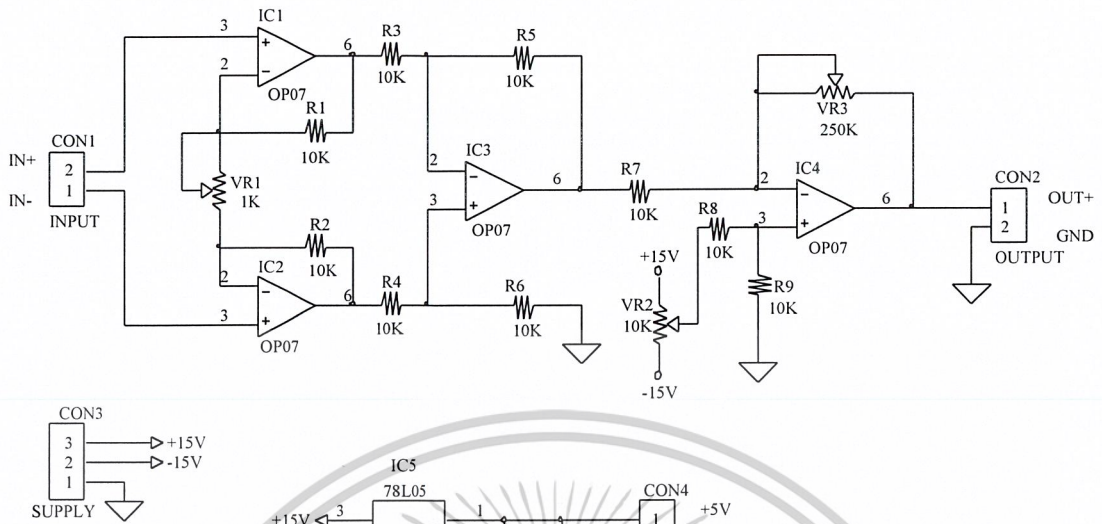 IC1
3
+
2
-
6
OP07
R3
10K
R5
10K
R1
10K
CON1
IN+
2
IN-
1
INPUT
VR1
1K
R2
10K
IC2
2
-
3
+
6
OP07
R4
10K
R6
10K
IC3
2
-
3
+
6
OP07
R7
10K
VR3
250K
IC4
2
-
3
+
6
OP07
R8
10K
R9
10K
+15V
VR2
10K
-15V
CON2
1
OUT+
2
GND
OUTPUT
CON3
3
+15V
2
-15V
1
SUPPLY
IC5
78L05
+15V
3
1
CON4
1
+5V